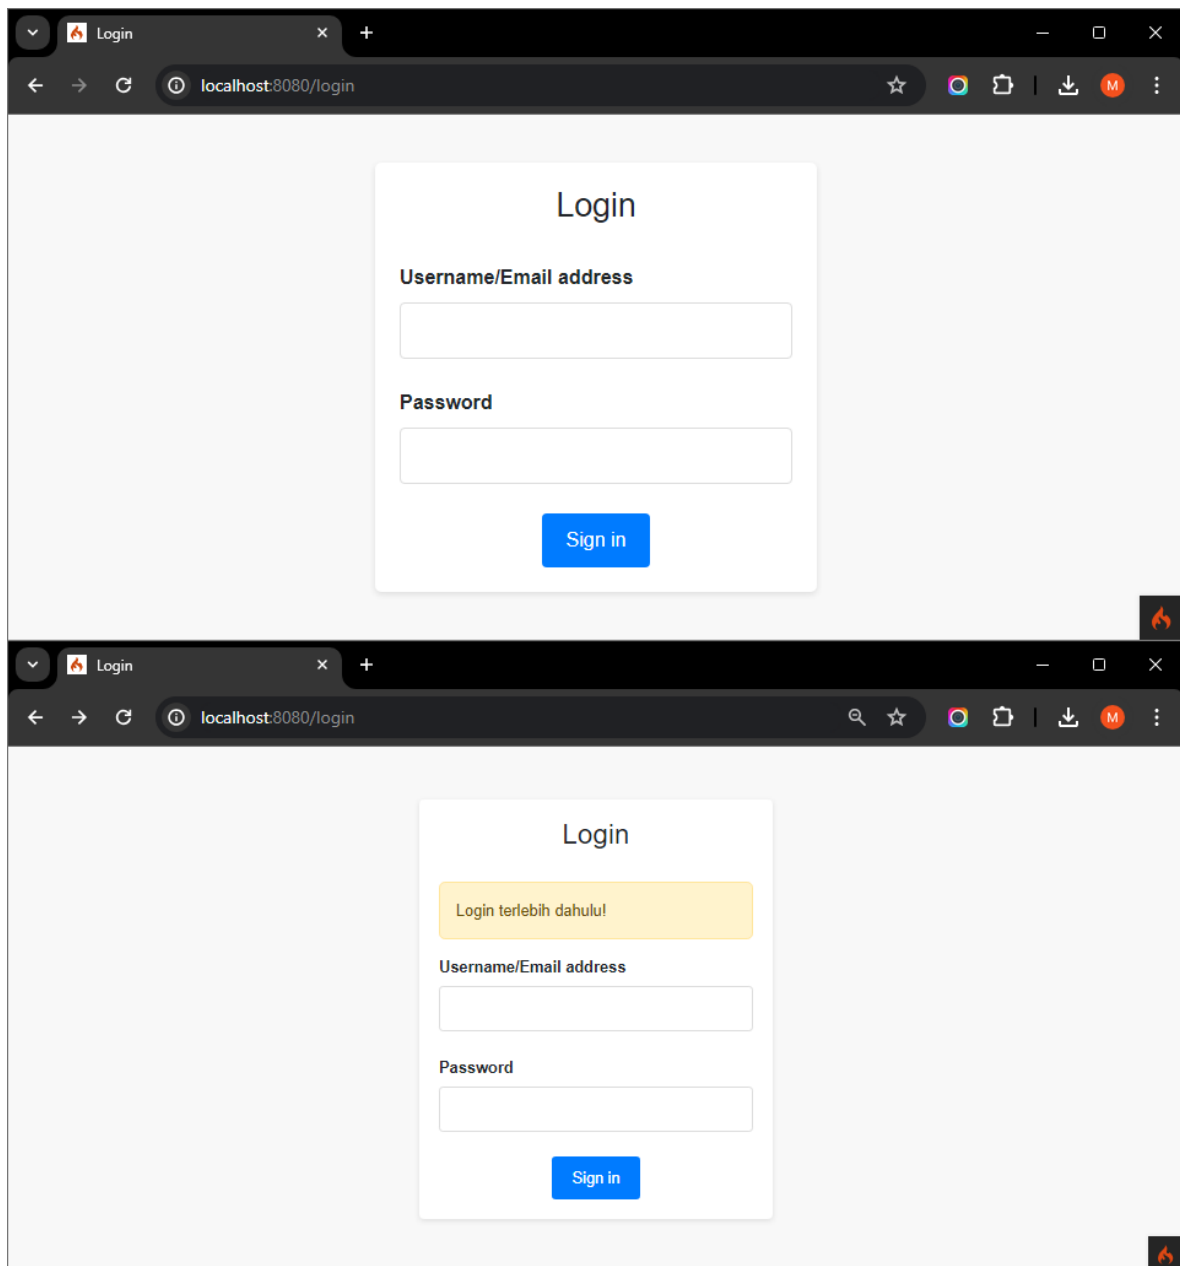 Login
localhost:8080/login
M
Login
Username/Email address
Password
Sign in
Login
localhost:8080/login
M
Login
Login terlebih dahulu!
Username/Email address
Password
Sign in